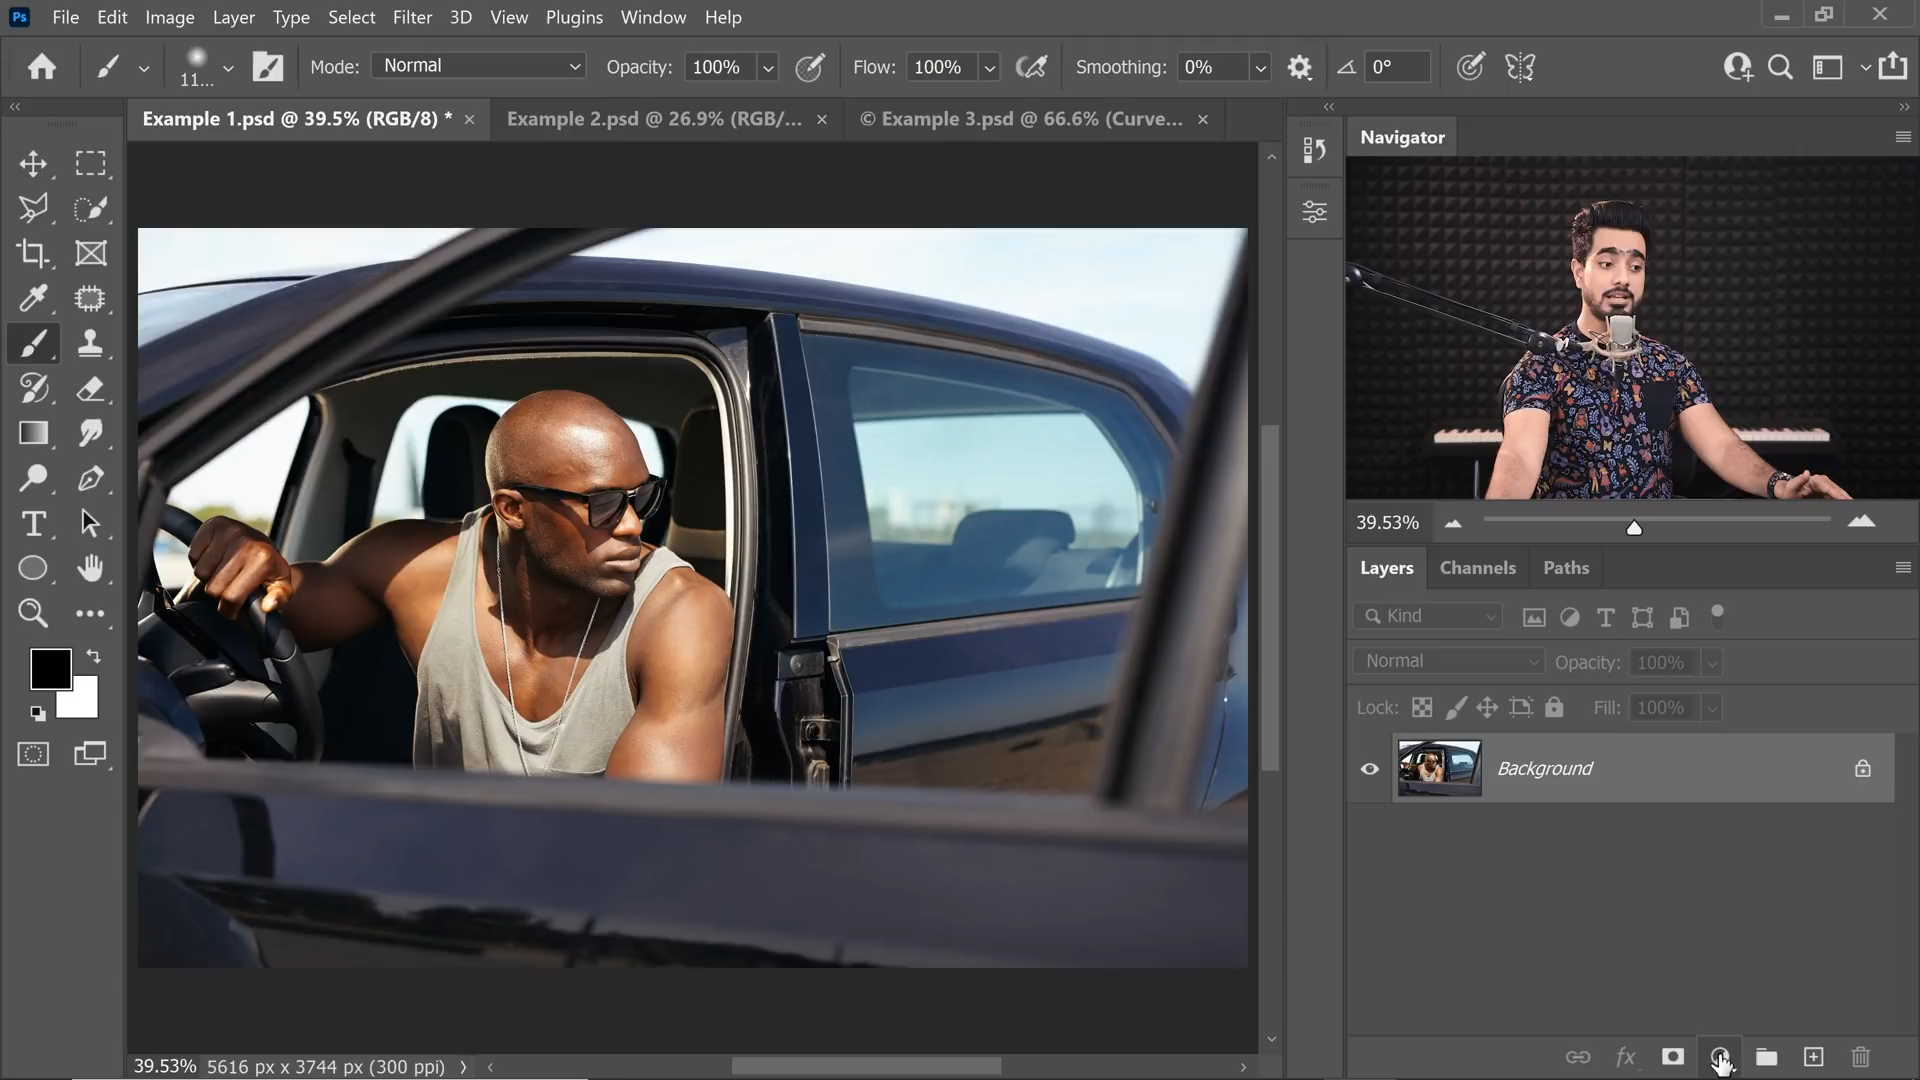 Ps File Edit Image Layer Type Select Filter 3D View Plugins Window Help
11... Mode: Normal Opacity: 100% Flow: 100% Smoothing: 0% 0°
Example 1.psd @ 39.5% (RGB/8) * Example 2.psd @ 26.9% (RGB/... © Example 3.psd @ 66.6% (Curve...
Navigator
39.53%
Layers Channels Paths
Kind
Normal Opacity: 100%
Lock: Fill: 100%
Background
fx
39.53% 5616 px x 3744 px (300 ppi)